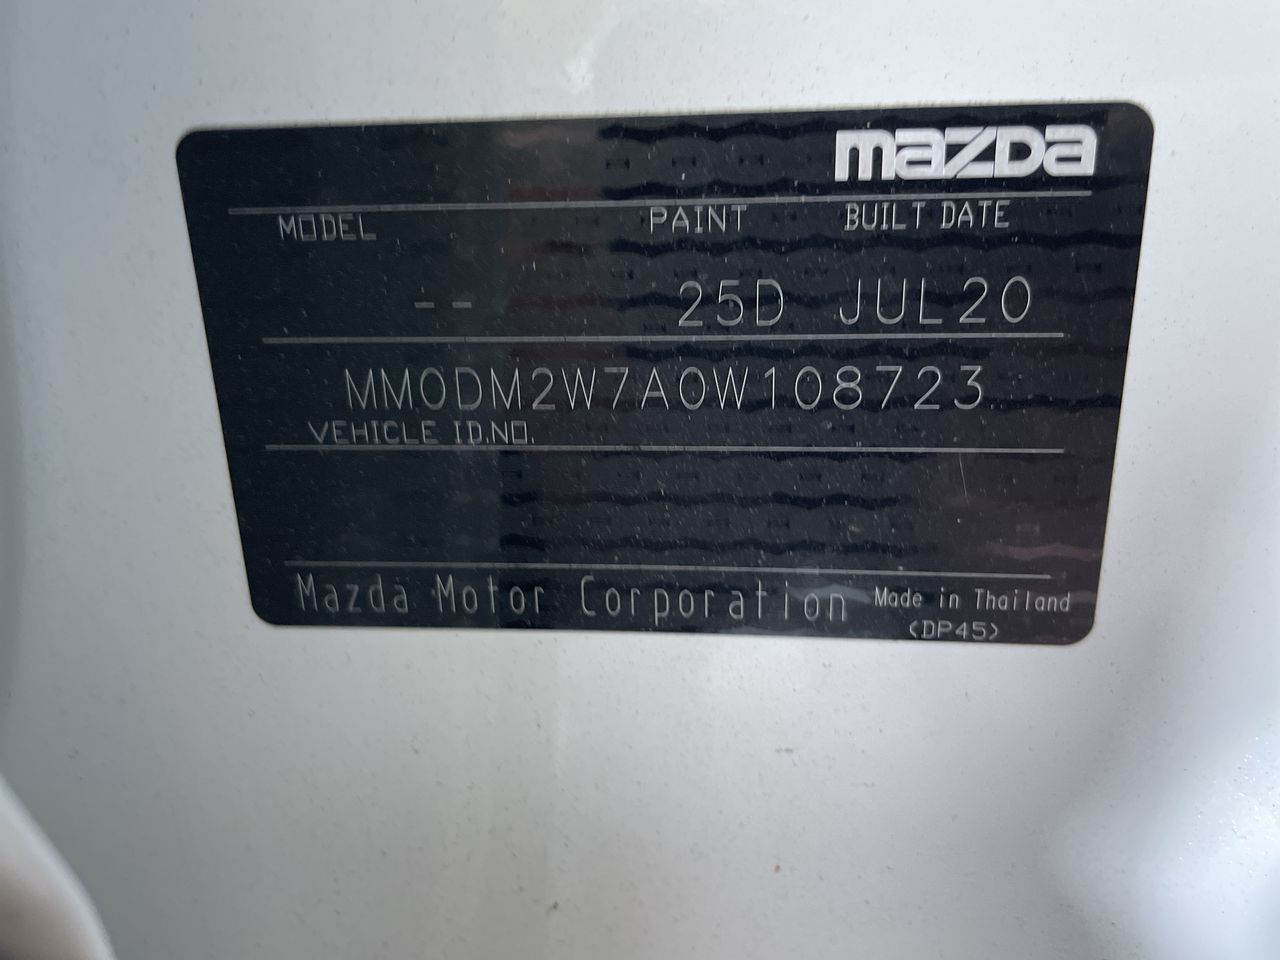 mazda
MODEL PAINT BUILT DATE
-- 25D JUL20
MM0DM2W7A0W108723
VEHICLE ID.NO.
Mazda Motor Corporation Made in Thailand
<DP45>